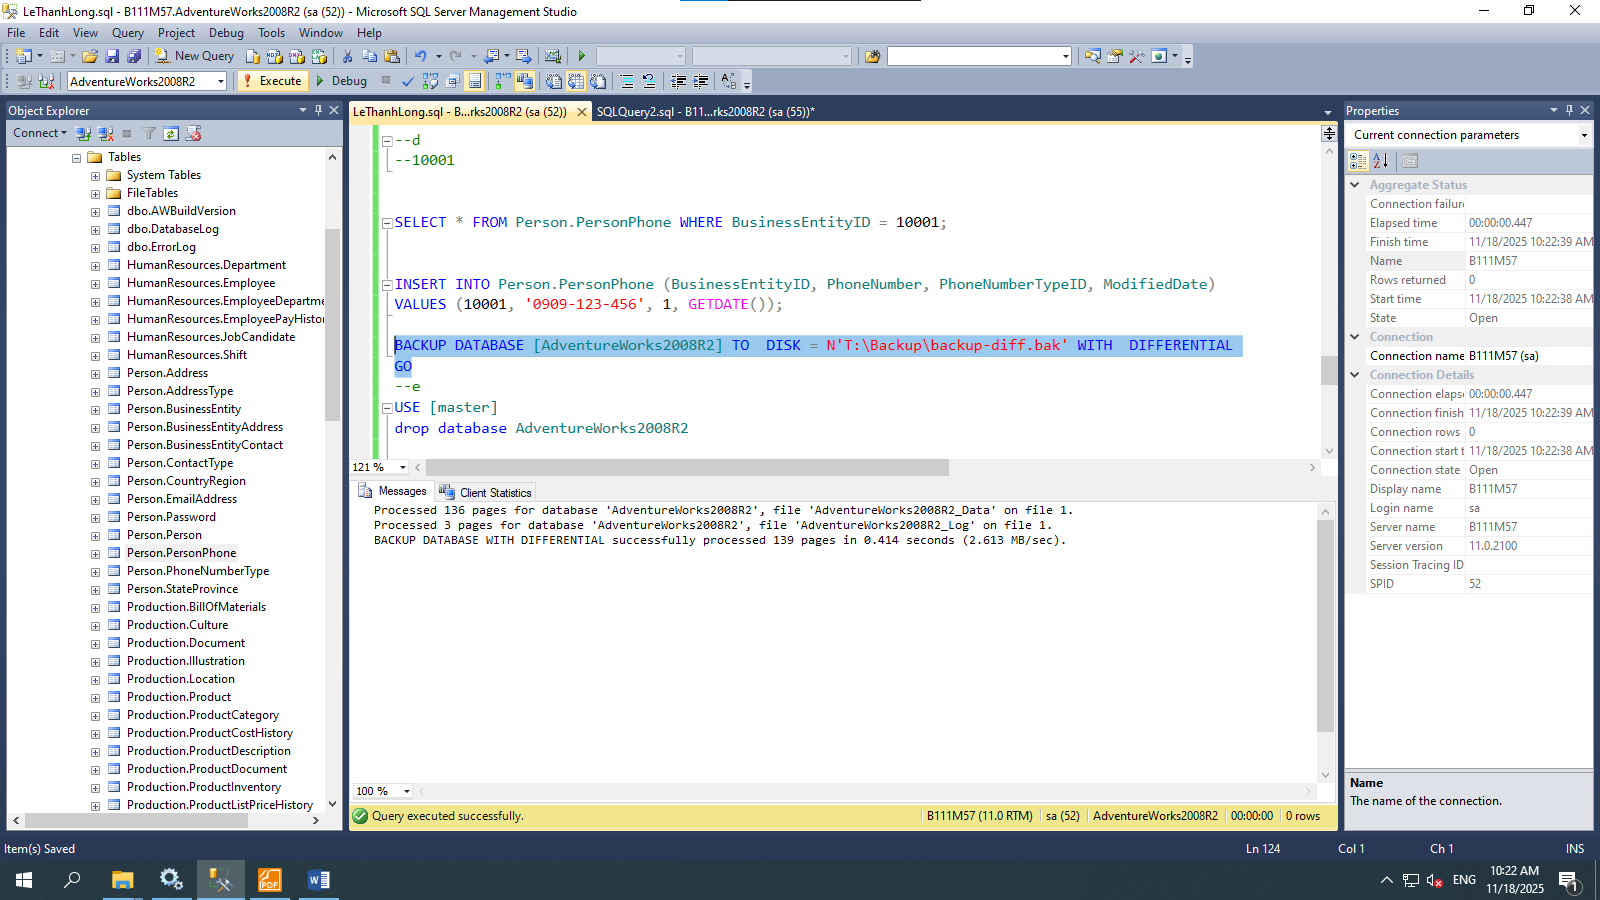 LeThanhLong.sql - B111M57.AdventureWorks2008R2 (sa (52)) - Microsoft SQL Server Management Studio
File Edit View Query Project Debug Tools Window Help
New Query
AdventureWorks2008R2 Execute Debug
Object Explorer
Connect
Tables
System Tables
FileTables
dbo.AWBuildVersion
dbo.DatabaseLog
dbo.ErrorLog
HumanResources.Department
HumanResources.Employee
HumanResources.EmployeeDepartme
HumanResources.EmployeePayHistor
HumanResources.JobCandidate
HumanResources.Shift
Person.Address
Person.AddressType
Person.BusinessEntity
Person.BusinessEntityAddress
Person.BusinessEntityContact
Person.ContactType
Person.CountryRegion
Person.EmailAddress
Person.Password
Person.Person
Person.PersonPhone
Person.PhoneNumberType
Person.StateProvince
Production.BillOfMaterials
Production.Culture
Production.Document
Production.Illustration
Production.Location
Production.Product
Production.ProductCategory
Production.ProductCostHistory
Production.ProductDescription
Production.ProductDocument
Production.ProductInventory
Production.ProductListPriceHistory
LeThanhLong.sql - B...rks2008R2 (sa (52)) SQLQuery2.sql - B11...rks2008R2 (sa (55))*
--d
--10001
SELECT * FROM Person.PersonPhone WHERE BusinessEntityID = 10001;
INSERT INTO Person.PersonPhone (BusinessEntityID, PhoneNumber, PhoneNumberTypeID, ModifiedDate)
VALUES (10001, '0909-123-456', 1, GETDATE());
BACKUP DATABASE [AdventureWorks2008R2] TO  DISK = N'T:\Backup\backup-diff.bak' WITH  DIFFERENTIAL
GO
--e
USE [master]
drop database AdventureWorks2008R2
121 %
Messages Client Statistics
Processed 136 pages for database 'AdventureWorks2008R2', file 'AdventureWorks2008R2_Data' on file 1.
Processed 3 pages for database 'AdventureWorks2008R2', file 'AdventureWorks2008R2_Log' on file 1.
BACKUP DATABASE WITH DIFFERENTIAL successfully processed 139 pages in 0.414 seconds (2.613 MB/sec).
100 %
Query executed successfully. B111M57 (11.0 RTM) sa (52) AdventureWorks2008R2 00:00:00 0 rows
Properties
Current connection parameters
Aggregate Status
Connection failure
Elapsed time 00:00:00.447
Finish time 11/18/2025 10:22:39 AM
Name B111M57
Rows returned 0
Start time 11/18/2025 10:22:38 AM
State Open
Connection
Connection name B111M57 (sa)
Connection Details
Connection elapse 00:00:00.447
Connection finish 11/18/2025 10:22:39 AM
Connection rows 0
Connection start t 11/18/2025 10:22:38 AM
Connection state Open
Display name B111M57
Login name sa
Server name B111M57
Server version 11.0.2100
Session Tracing ID
SPID 52
Name
The name of the connection.
Item(s) Saved Ln 124 Col 1 Ch 1 INS
PDF
ENG
10:22 AM
11/18/2025
1